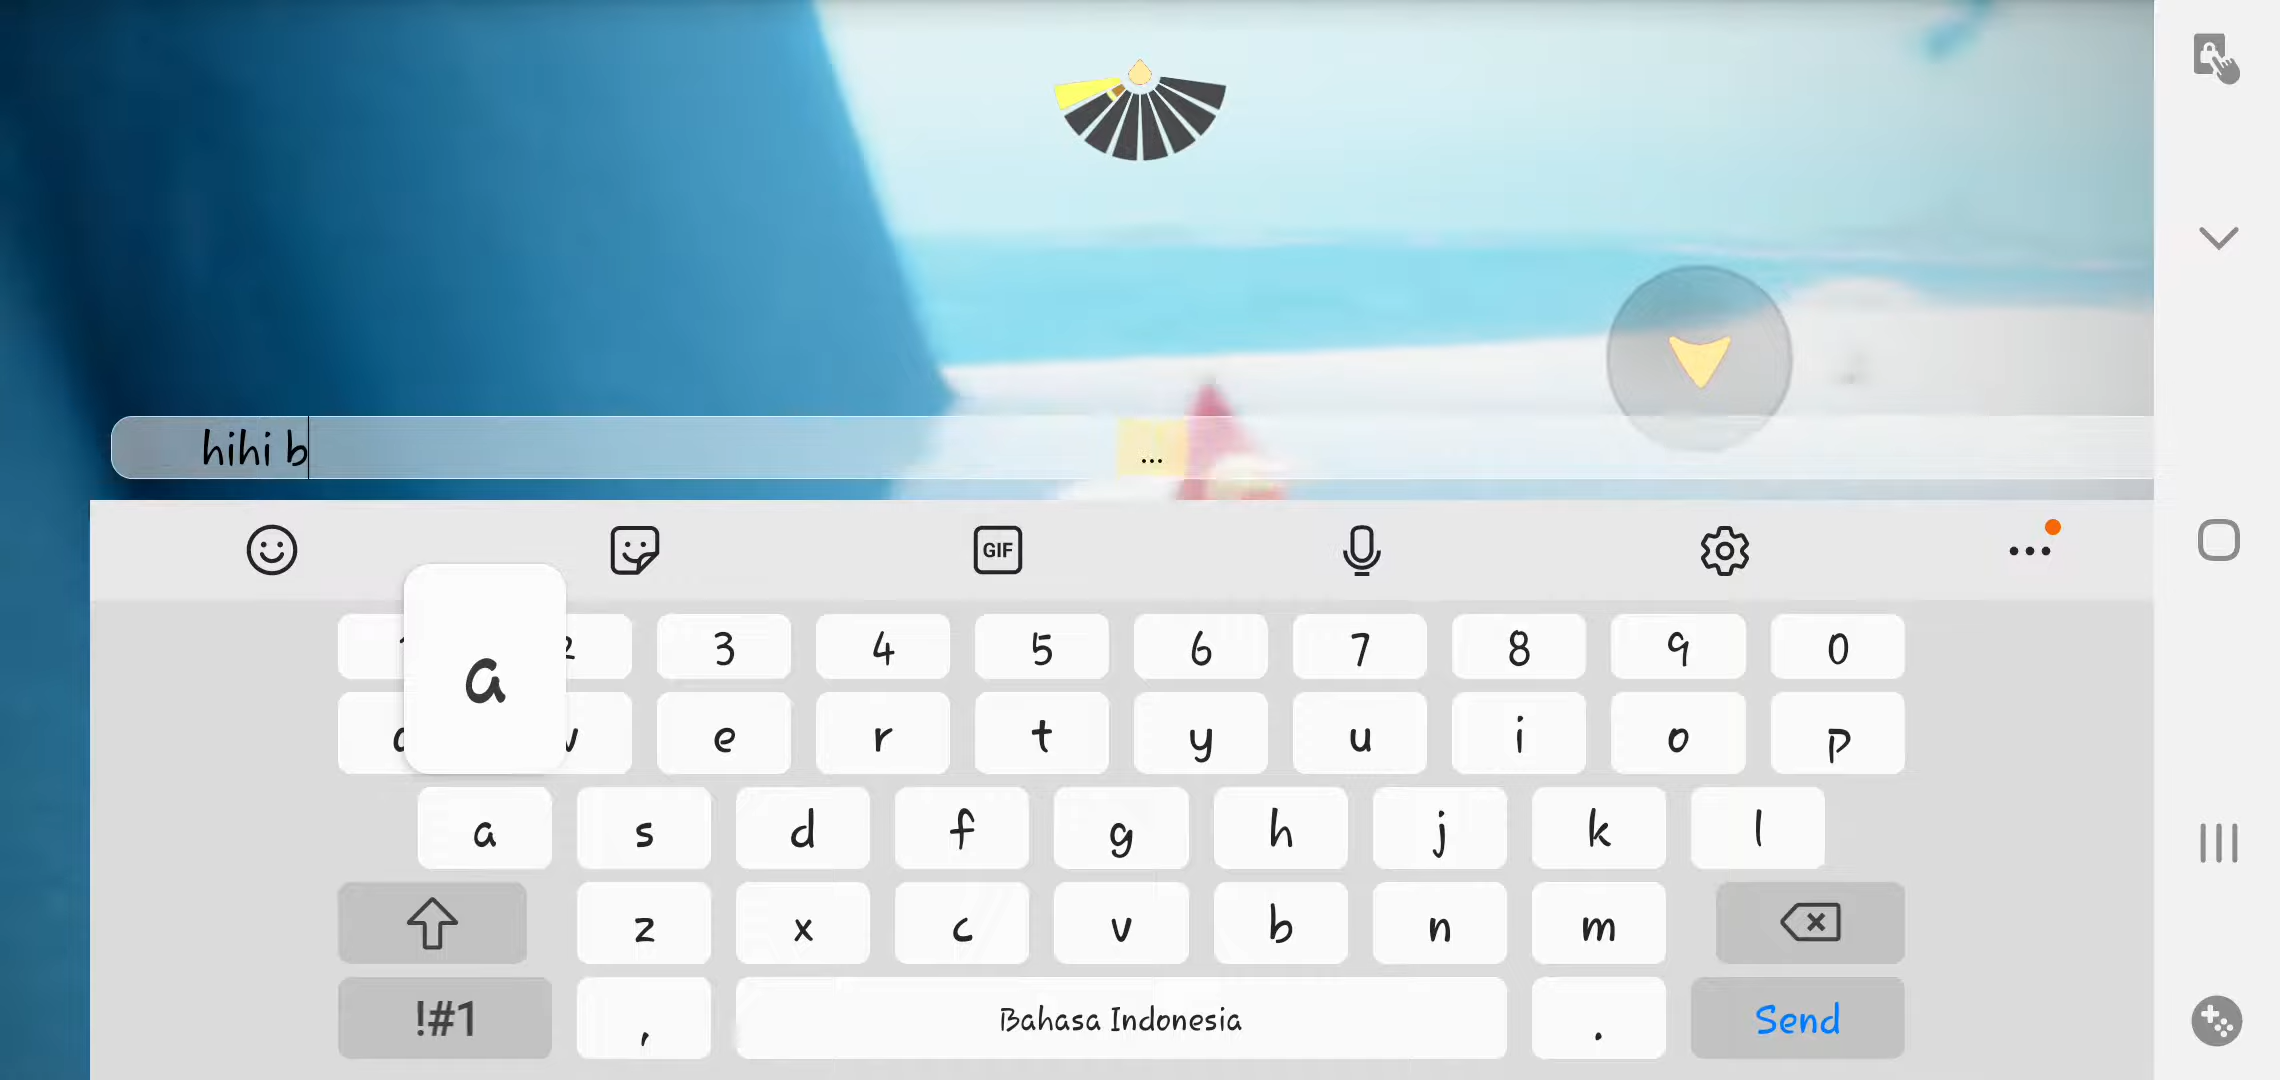 hihi b
...
GIF
a
3 4 5 6 7 8 9 0
e r t y u i o p
a s d f g h j k l
z x c v b n m
!#1 , Bahasa Indonesia . Send